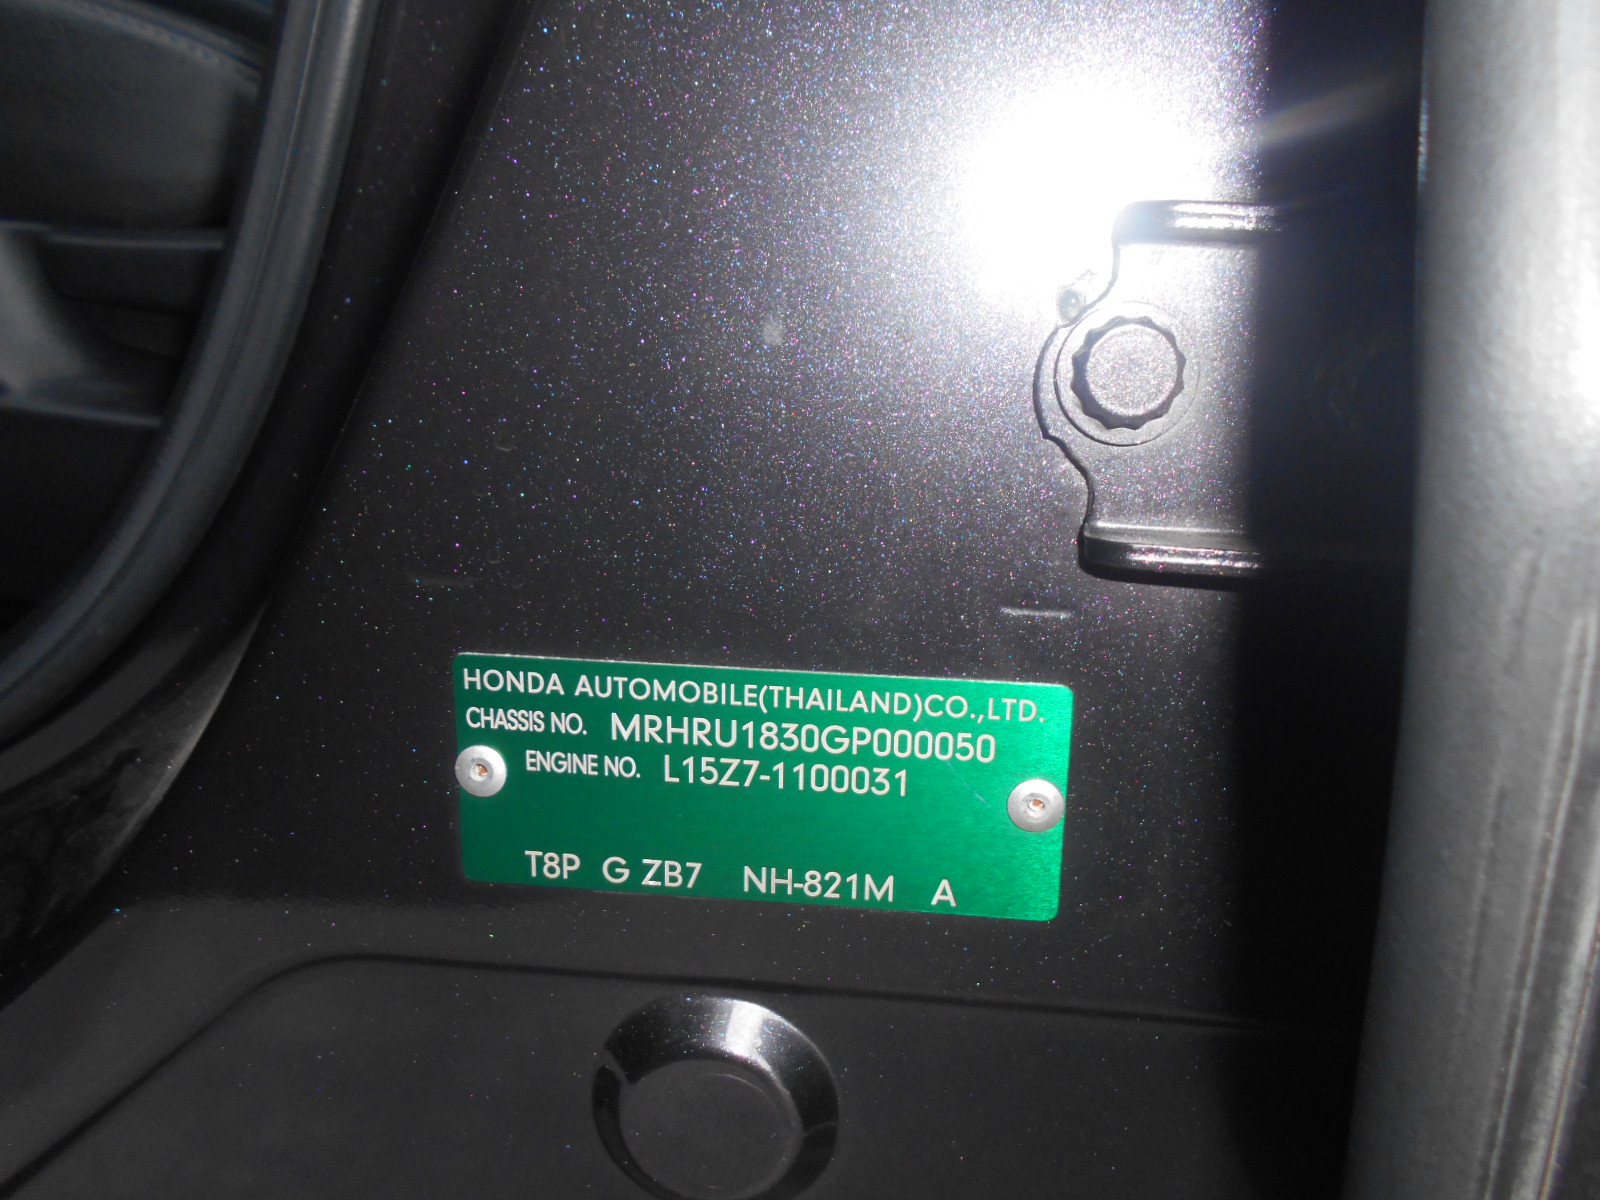 HONDA AUTOMOBILE(THAILAND)CO.,LTD.
CHASSIS NO. MRHRU1830GP000050
ENGINE NO. L15Z7-1100031
T8P G ZB7 NH-821M A